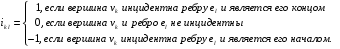 i_{kl} = { 1, если вершина v_k инцидентна ребру e_l и является его концом
0, если вершина v_k и ребро e_l не инцидентны
−1, если вершина v_k инцидентна ребру e_l и является его началом.